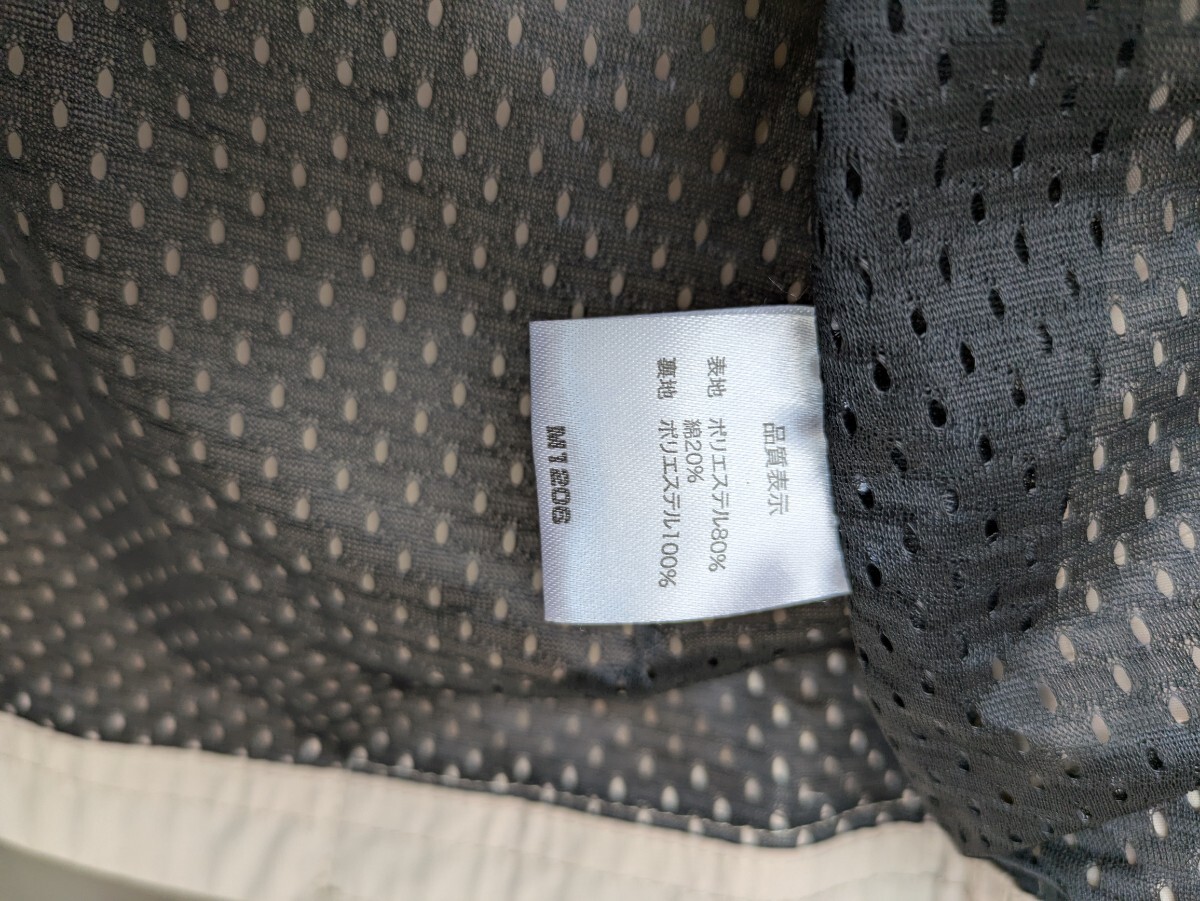 品質表示
表地 ポリエステル80%
綿20%
裏地 ポリエステル100%
M1206